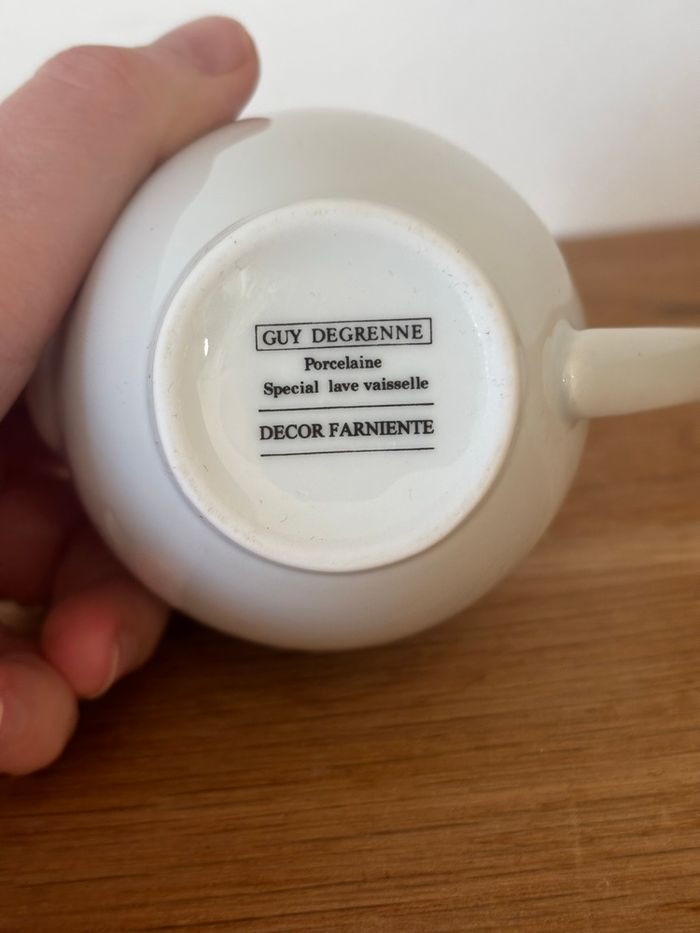 GUY DEGRENNE
Porcelaine
Special lave vaisselle
DECOR FARNIENTE